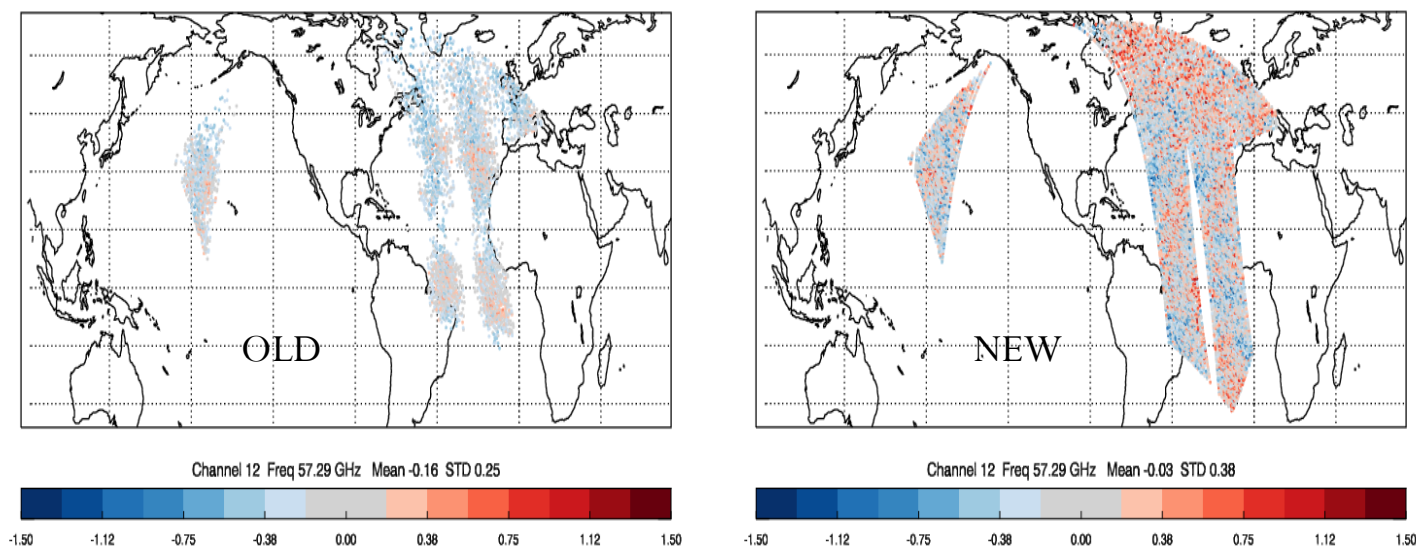 OLD
NEW
Channel 12 Freq 57.29 GHz Mean -0.16 STD 0.25
-1.50 -1.12 -0.75 -0.38 0.00 0.38 0.75 1.12 1.50
Channel 12 Freq 57.29 GHz Mean -0.03 STD 0.38
-1.50 -1.12 -0.75 -0.38 0.00 0.38 0.75 1.12 1.50